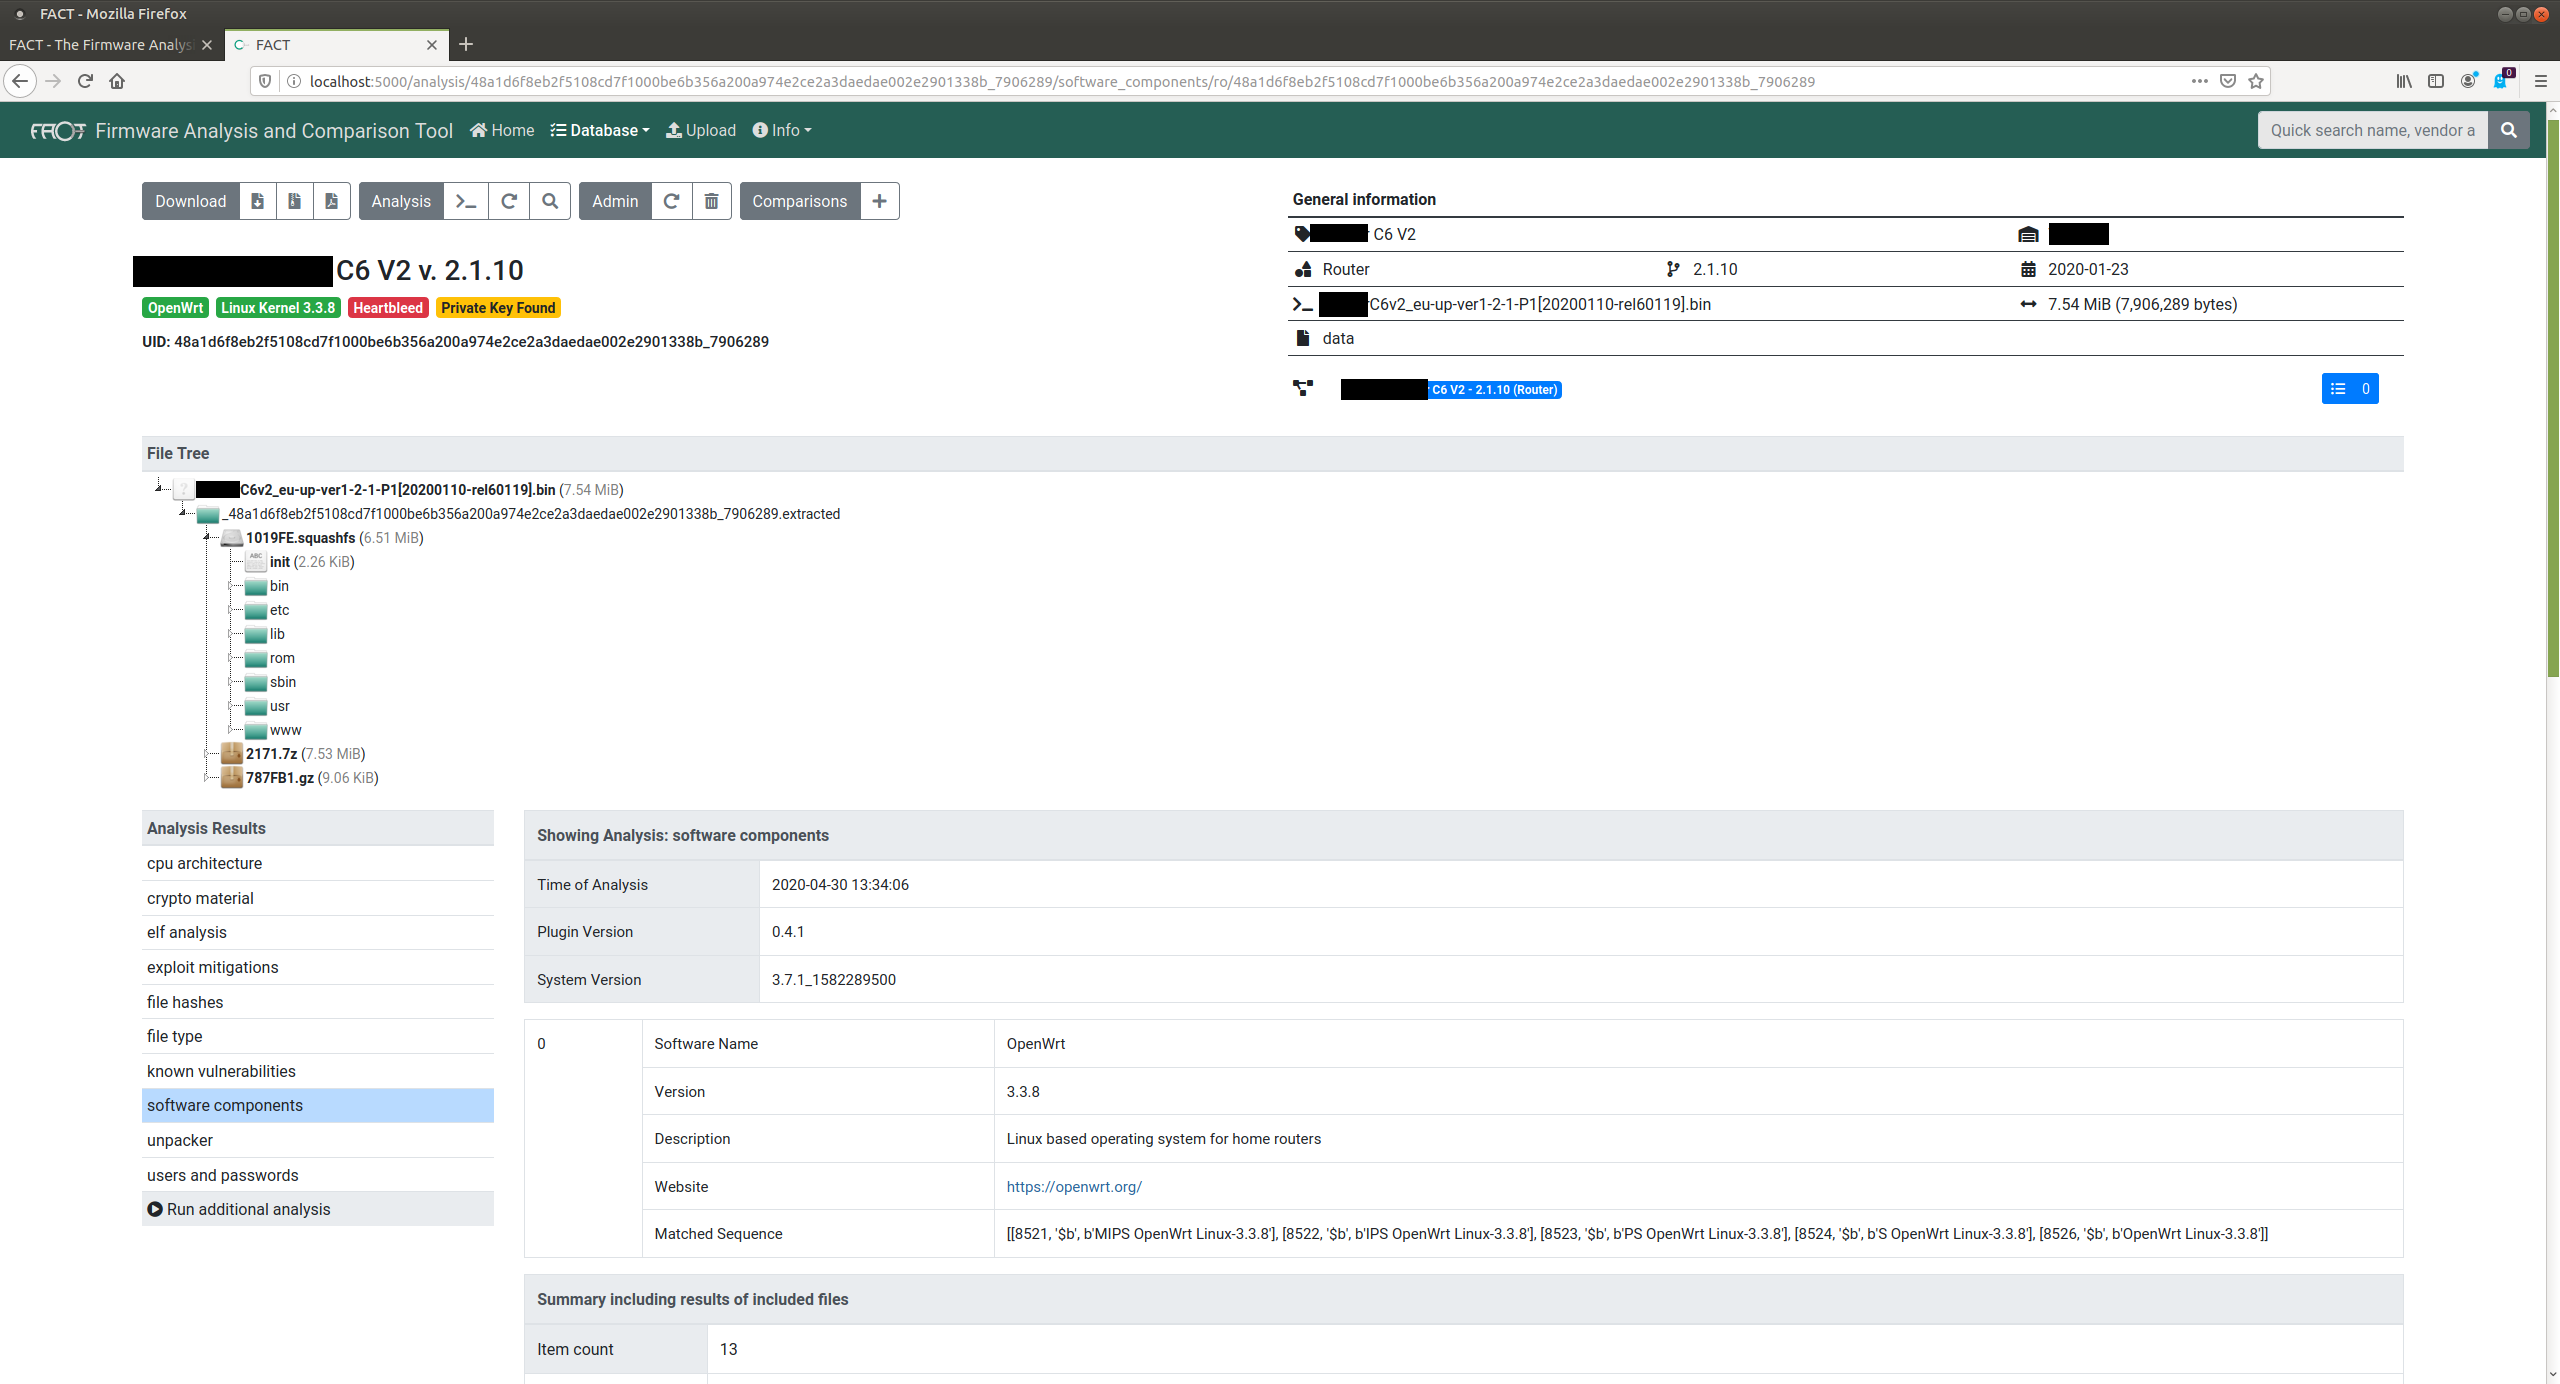 FACT - Mozilla Firefox
FACT - The Firmware Analys
FACT
localhost:5000/analysis/48a1d6f8eb2f5108cd7f1000be6b356a200a974e2ce2a3daedae002e2901338b_7906289/software_components/ro/48a1d6f8eb2f5108cd7f1000be6b356a200a974e2ce2a3daedae002e2901338b_7906289
0
FACT Firmware Analysis and Comparison Tool Home Database Upload Info
Quick search name, vendor a
Download Analysis Admin Comparisons
C6 V2 v. 2.1.10
OpenWrt Linux Kernel 3.3.8 Heartbleed Private Key Found
UID: 48a1d6f8eb2f5108cd7f1000be6b356a200a974e2ce2a3daedae002e2901338b_7906289
General information
C6 V2
Router 2.1.10 2020-01-23
C6v2_eu-up-ver1-2-1-P1[20200110-rel60119].bin 7.54 MiB (7,906,289 bytes)
data
C6 V2 - 2.1.10 (Router) 0
File Tree
C6v2_eu-up-ver1-2-1-P1[20200110-rel60119].bin (7.54 MiB)
_48a1d6f8eb2f5108cd7f1000be6b356a200a974e2ce2a3daedae002e2901338b_7906289.extracted
1019FE.squashfs (6.51 MiB)
ABC
init (2.26 KiB)
bin
etc
lib
rom
sbin
usr
www
2171.7z (7.53 MiB)
787FB1.gz (9.06 KiB)
Analysis Results
cpu architecture
crypto material
elf analysis
exploit mitigations
file hashes
file type
known vulnerabilities
software components
unpacker
users and passwords
Run additional analysis
Showing Analysis: software components
Time of Analysis 2020-04-30 13:34:06
Plugin Version 0.4.1
System Version 3.7.1_1582289500
0 Software Name OpenWrt
Version 3.3.8
Description Linux based operating system for home routers
Website https://openwrt.org/
Matched Sequence [[8521, '$b', b'MIPS OpenWrt Linux-3.3.8'], [8522, '$b', b'IPS OpenWrt Linux-3.3.8'], [8523, '$b', b'PS OpenWrt Linux-3.3.8'], [8524, '$b', b'S OpenWrt Linux-3.3.8'], [8526, '$b', b'OpenWrt Linux-3.3.8']]
Summary including results of included files
Item count 13